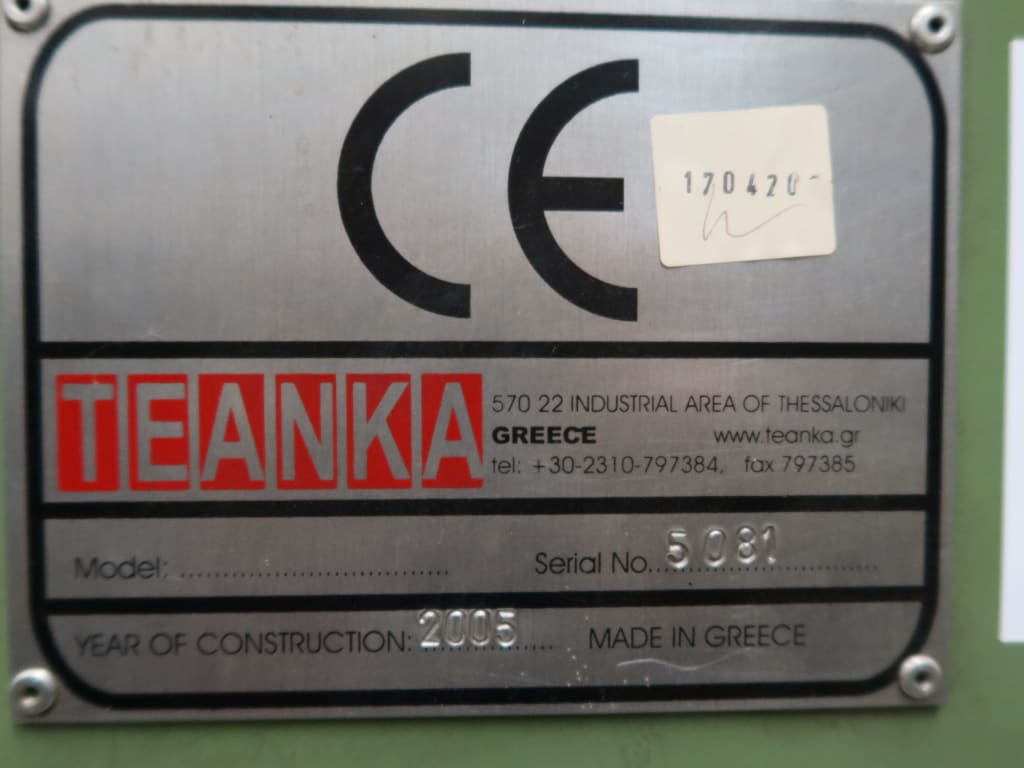 CE
170420-
TEANKA
570 22 INDUSTRIAL AREA OF THESSALONIKI
GREECE www.teanka.gr
tel: +30-2310-797384, fax 797385
Model: ................................ Serial No. 5081
YEAR OF CONSTRUCTION: 2005 MADE IN GREECE